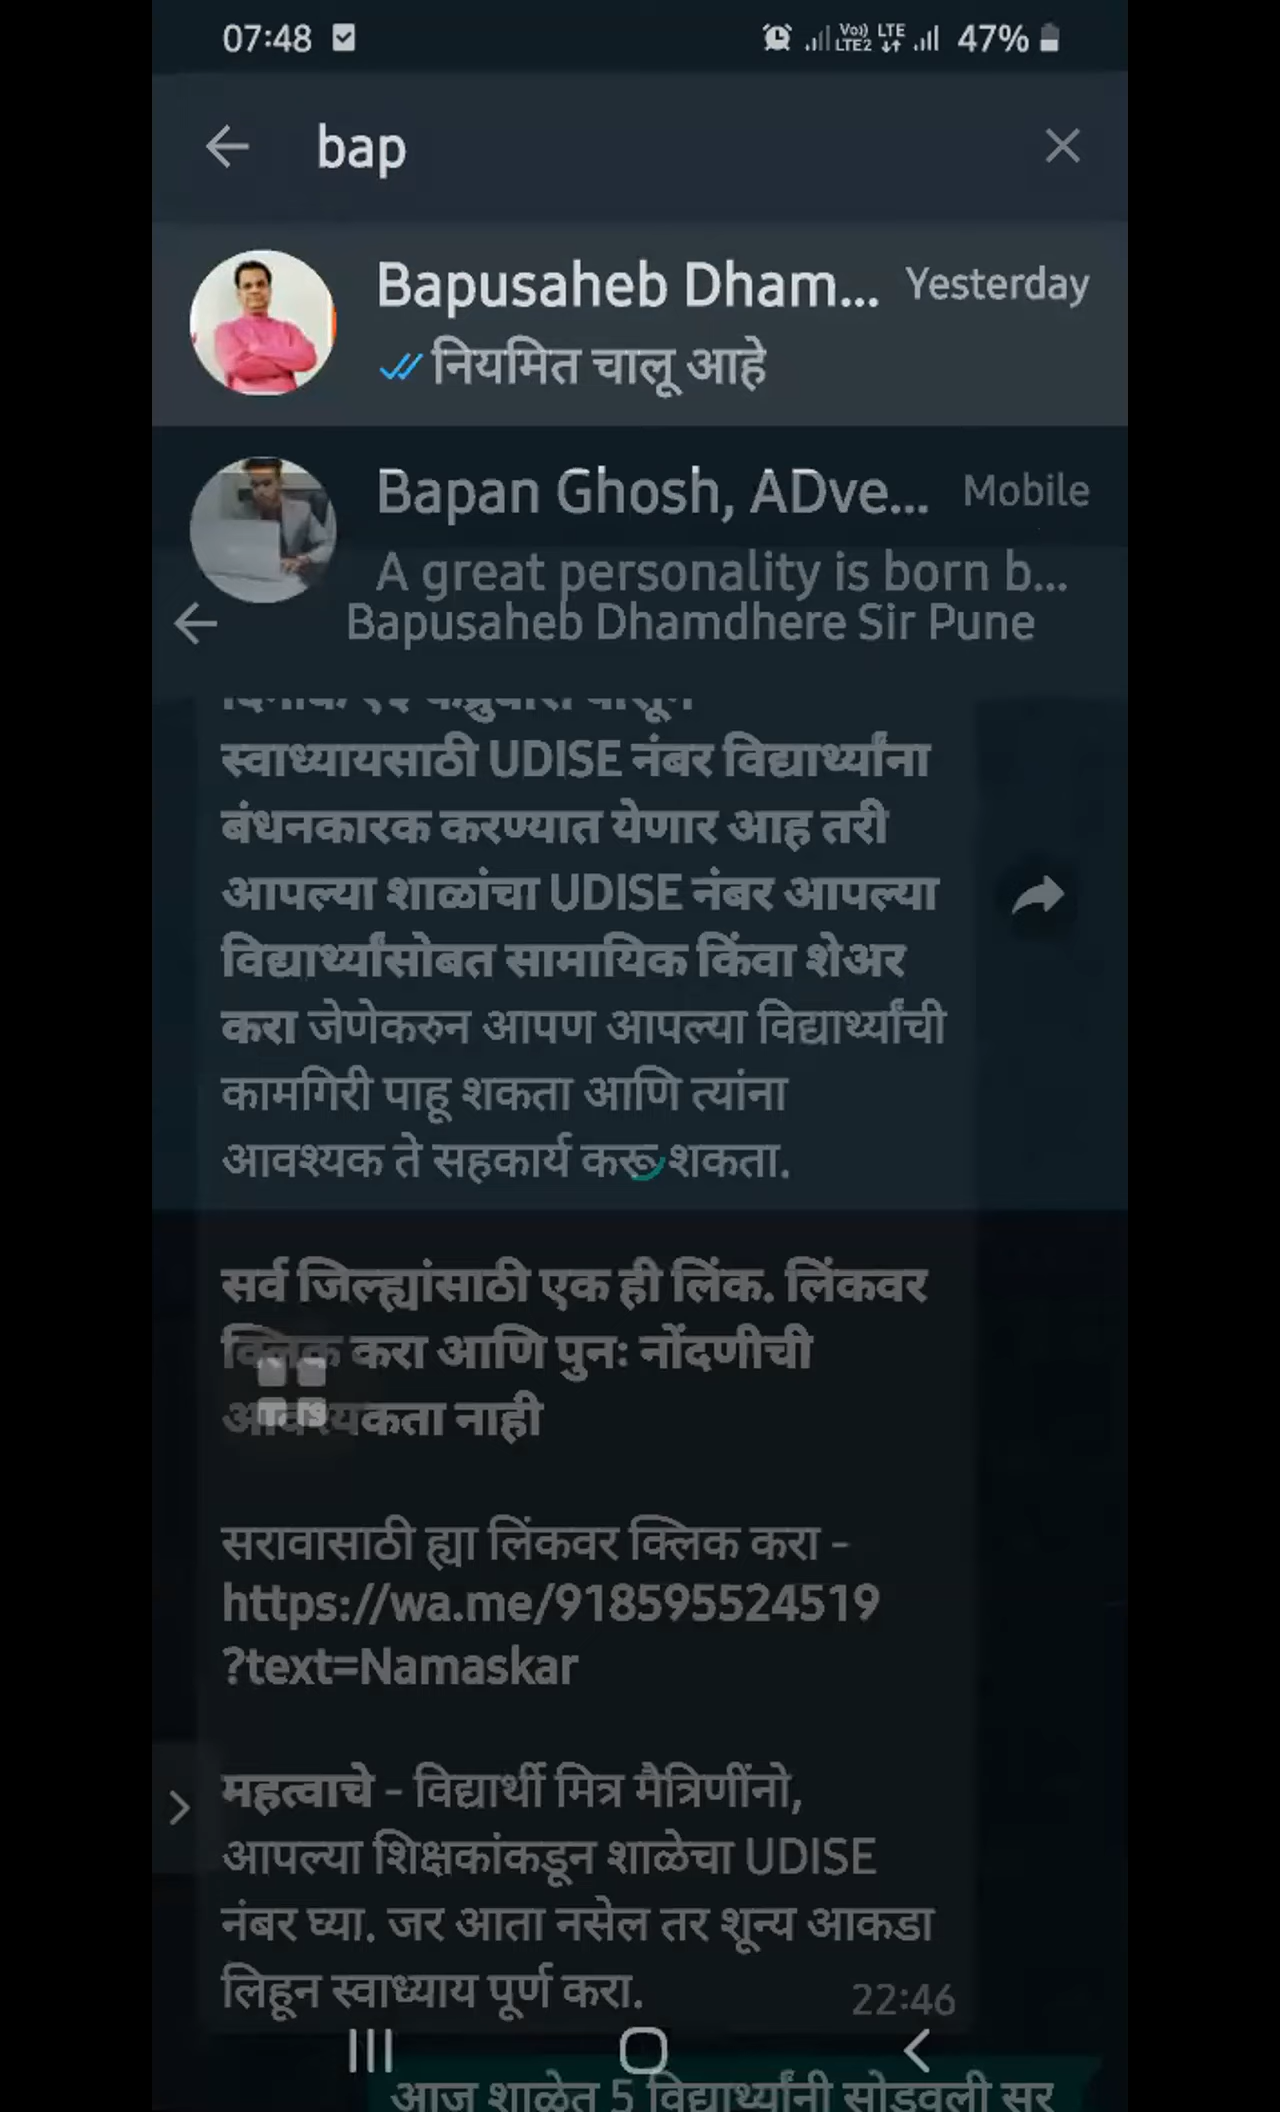 07:48
Vo)) LTE
LTE2
47%
bap
Bapusaheb Dham... Yesterday
नियमित चालू आहे
Bapan Ghosh, ADve... Mobile
A great personality is born b...
Bapusaheb Dhamdhere Sir Pune
स्वाध्यायसाठी UDISE नंबर विद्यार्थ्यांना
बंधनकारक करण्यात येणार आह तरी
आपल्या शाळांचा UDISE नंबर आपल्या
विद्यार्थ्यांसोबत सामायिक किंवा शेअर
करा जेणेकरुन आपण आपल्या विद्यार्थ्यांची
कामगिरी पाहू शकता आणि त्यांना
आवश्यक ते सहकार्य करू शकता.
सर्व जिल्ह्यांसाठी एक ही लिंक. लिंकवर
क्लिक करा आणि पुनः नोंदणीची
आवश्यकता नाही
सरावासाठी ह्या लिंकवर क्लिक करा -
https://wa.me/918595524519
?text=Namaskar
महत्वाचे - विद्यार्थी मित्र मैत्रिणींनो,
आपल्या शिक्षकांकडून शाळेचा UDISE
नंबर घ्या. जर आता नसेल तर शून्य आकडा
लिहून स्वाध्याय पूर्ण करा.
22:46
आज शाळेत 5 विद्यार्थ्यांनी सोडवली सर